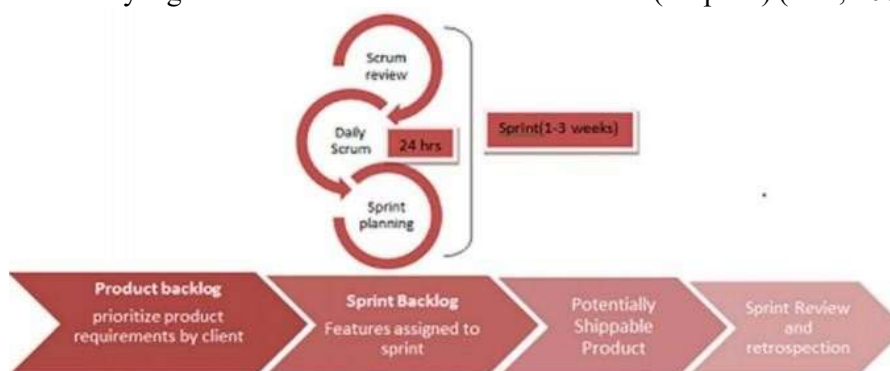 Scrum
review
Daily
Scrum
24 hrs
Sprint(1-3 weeks)
Sprint
planning
Product backlog
prioritize product
requirements by client
Sprint Backlog
Features assigned to
sprint
Potentially
Shippable
Product
Sprint Review
and
retrospection